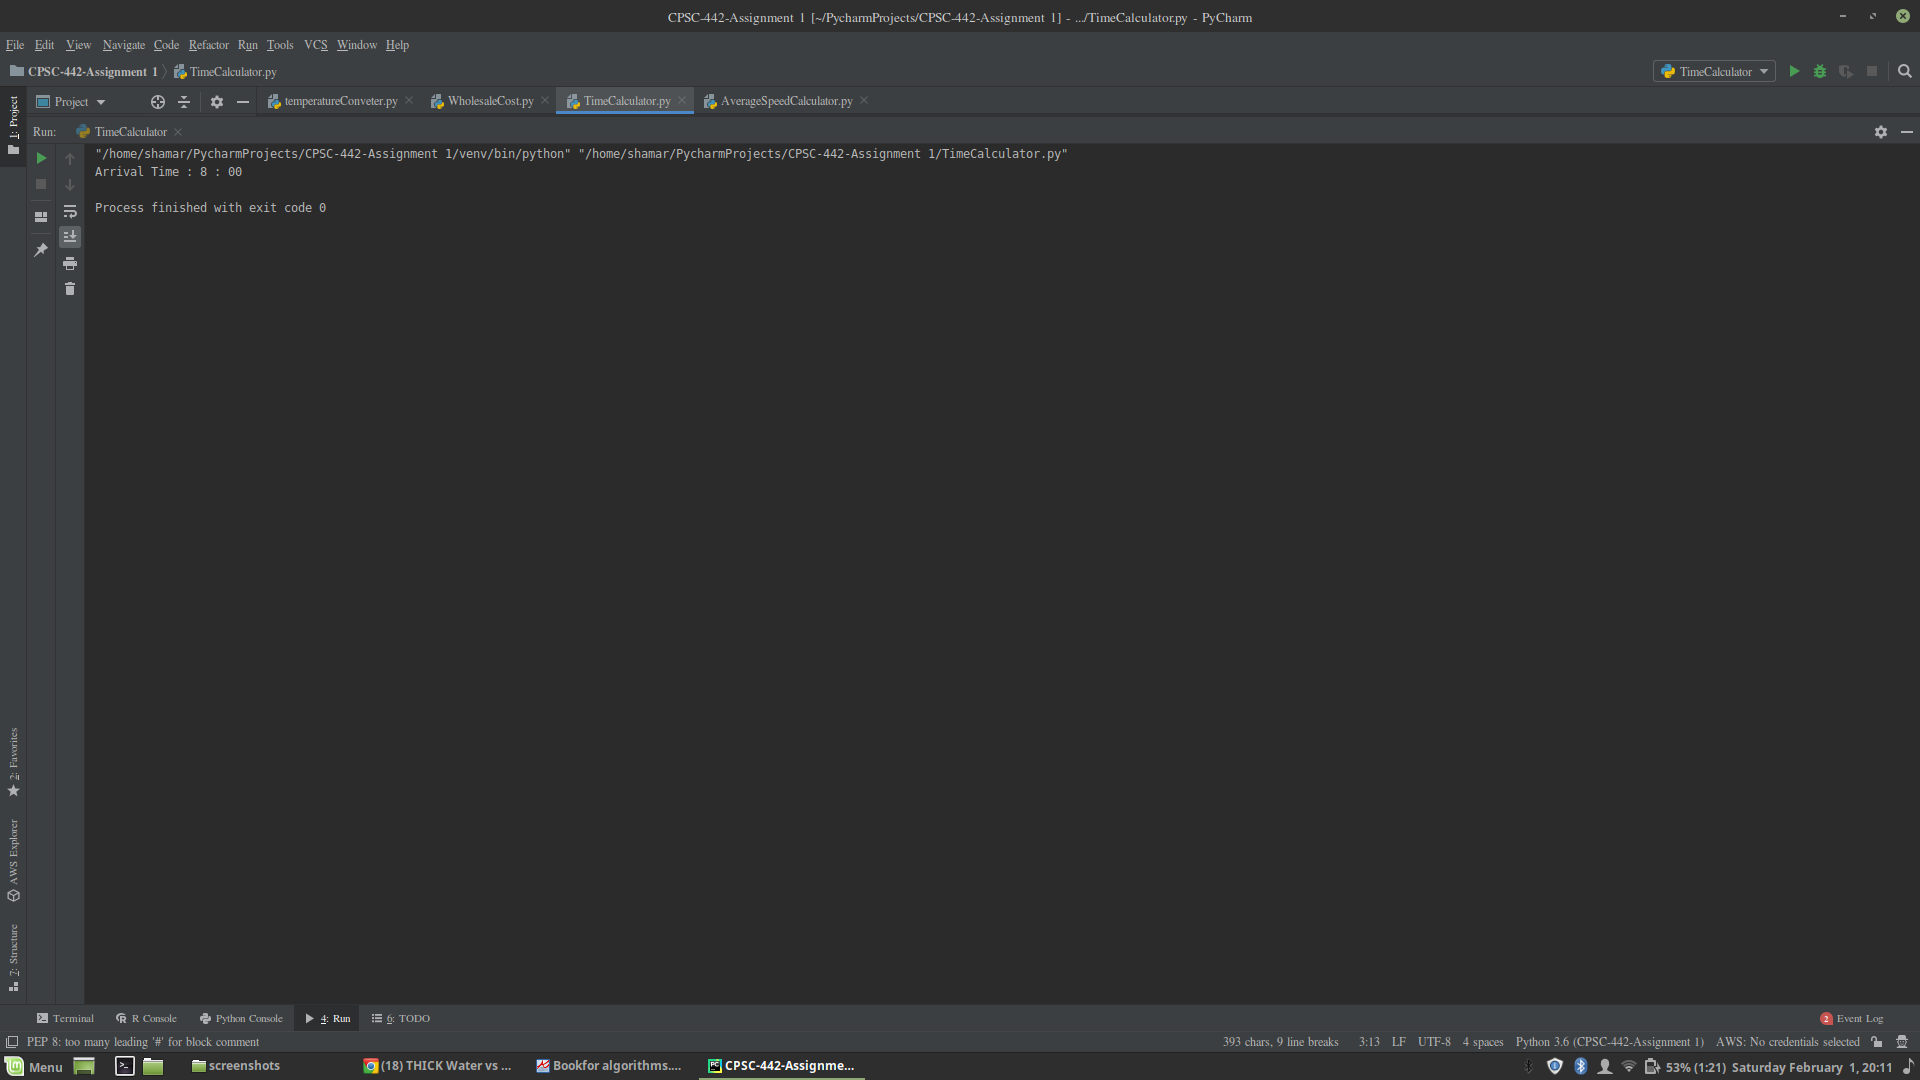 CPSC-442-Assignment 1 [~/PycharmProjects/CPSC-442-Assignment 1] - .../TimeCalculator.py - PyCharm
File Edit View Navigate Code Refactor Run Tools VCS Window Help
CPSC-442-Assignment 1 TimeCalculator.py
TimeCalculator
1: Project
Project
temperatureConveter.py
WholesaleCost.py
TimeCalculator.py
AverageSpeedCalculator.py
Run: TimeCalculator
"/home/shamar/PycharmProjects/CPSC-442-Assignment 1/venv/bin/python" "/home/shamar/PycharmProjects/CPSC-442-Assignment 1/TimeCalculator.py"
Arrival Time : 8 : 00
Process finished with exit code 0
2: Favorites
AWS Explorer
7: Structure
Terminal R Console Python Console 4: Run 6: TODO
2 Event Log
PEP 8: too many leading '#' for block comment
393 chars, 9 line breaks 3:13 LF UTF-8 4 spaces Python 3.6 (CPSC-442-Assignment 1) AWS: No credentials selected
Menu
screenshots
(18) THICK Water vs ...
Bookfor algorithms....
CPSC-442-Assignme...
53% (1:21) Saturday February 1, 20:11